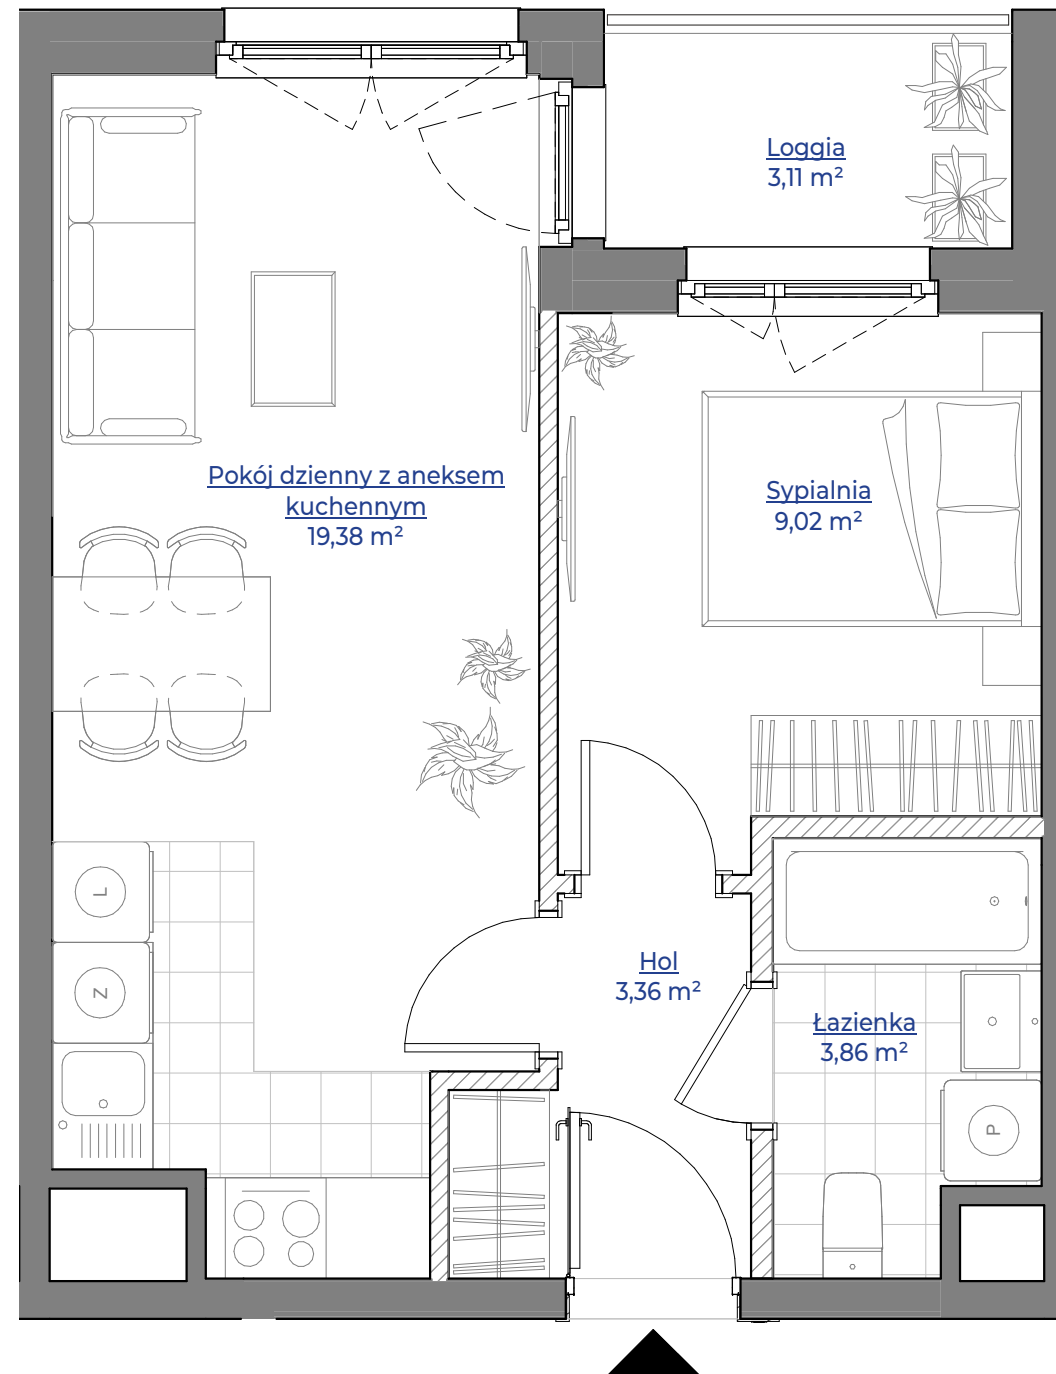 Loggia
3,11 m²
Pokój dzienny z aneksem
kuchennym
19,38 m²
Sypialnia
9,02 m²
L
Z
Hol
3,36 m²
Łazienka
3,86 m²
P